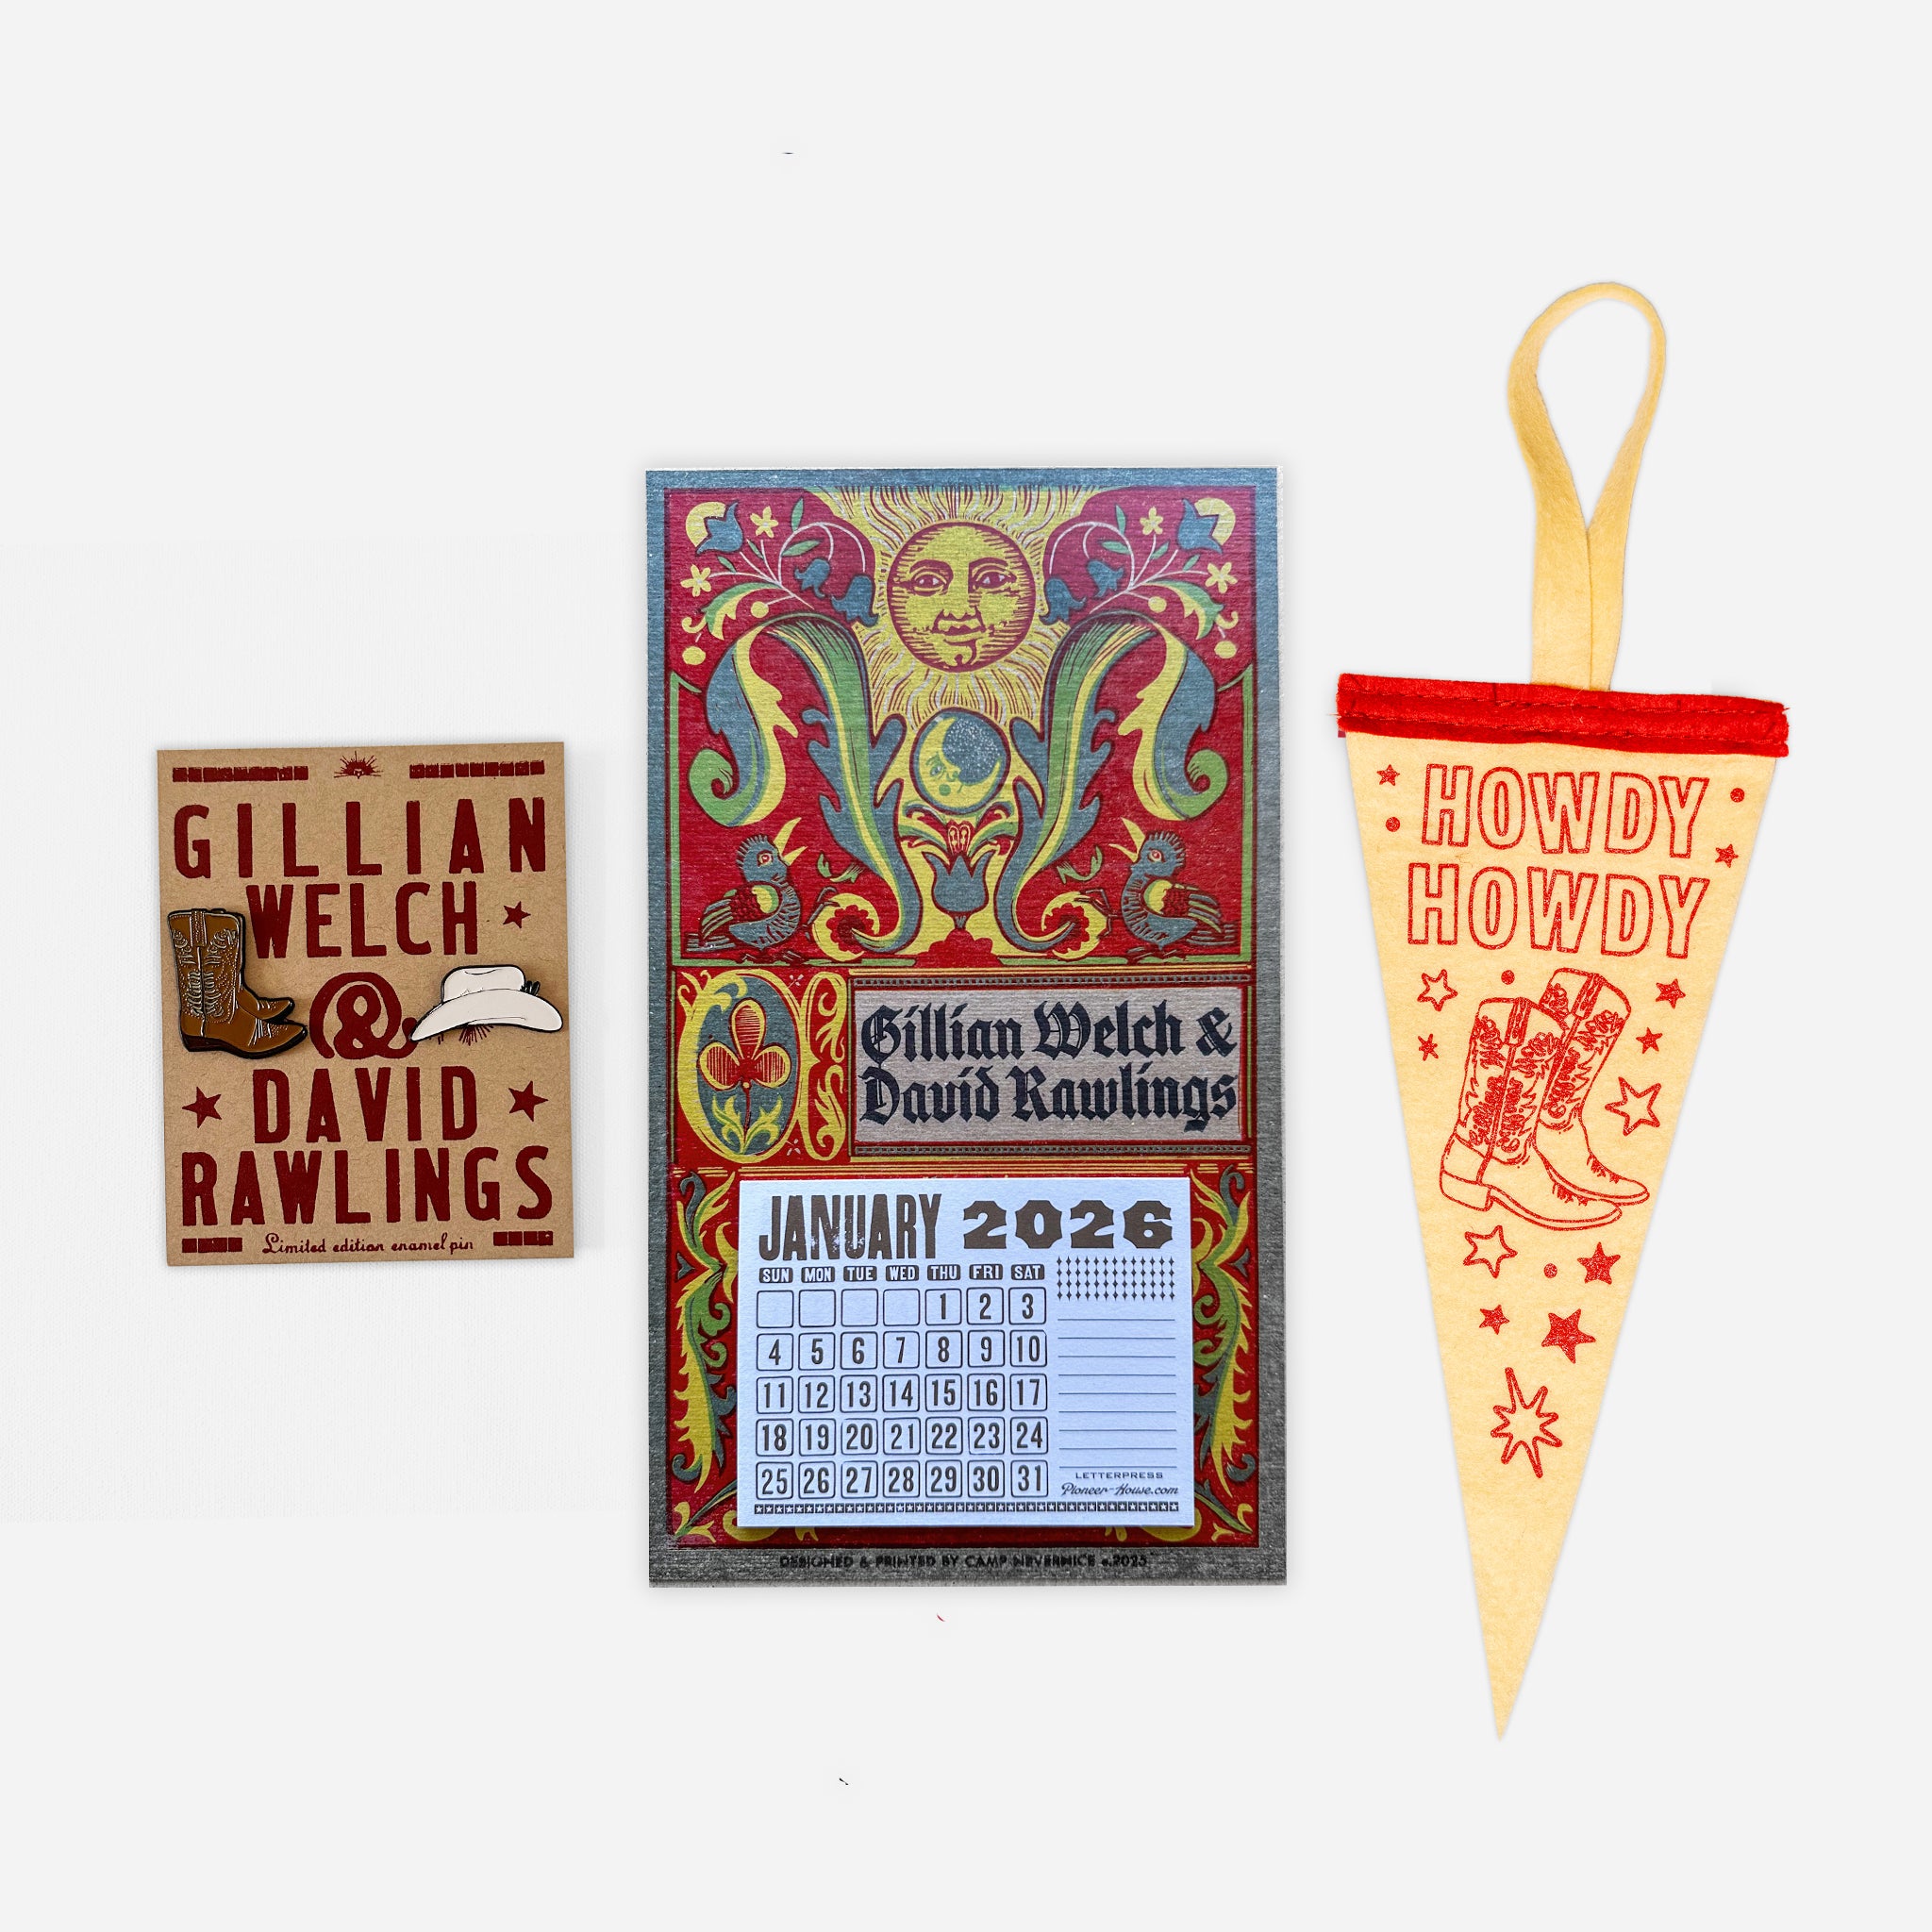 GILLIAN
WELCH
&
DAVID
RAWLINGS
Limited edition enamel pin
Gillian Welch &
David Rawlings
JANUARY 2026
SUN MON TUE WED THU FRI SAT
1 2 3
4 5 6 7 8 9 10
11 12 13 14 15 16 17
18 19 20 21 22 23 24
25 26 27 28 29 30 31
LETTERPRESS
Pioneer-House.com
DESIGNED & PRINTED BY CAMP NEVERNICE c.2025
HOWDY
HOWDY